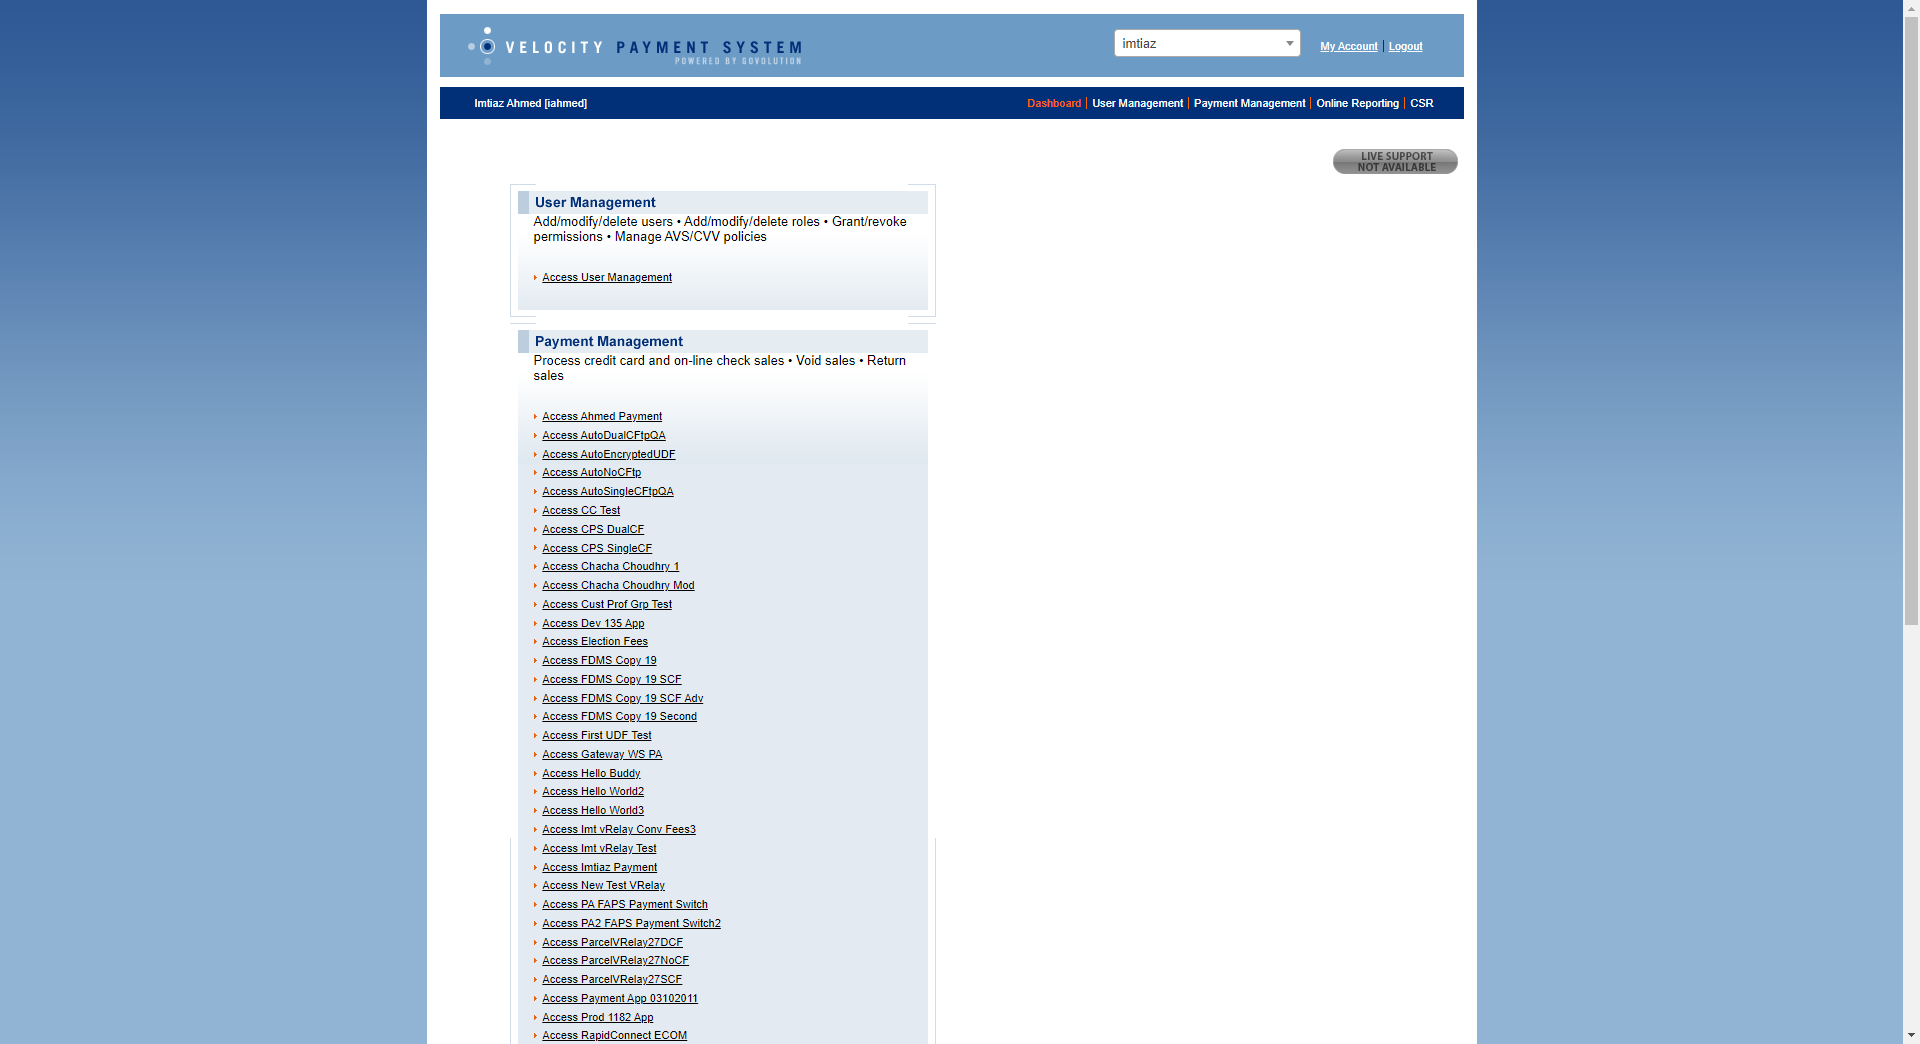 VELOCITY PAYMENT SYSTEM
POWERED BY GOVOLUTION
imtiaz
My Account | Logout
Imtiaz Ahmed [iahmed]
Dashboard | User Management | Payment Management | Online Reporting | CSR
LIVE SUPPORT
NOT AVAILABLE
User Management
Add/modify/delete users • Add/modify/delete roles • Grant/revoke
permissions • Manage AVS/CVV policies
Access User Management
Payment Management
Process credit card and on-line check sales • Void sales • Return
sales
Access Ahmed Payment
Access AutoDualCFtpQA
Access AutoEncryptedUDF
Access AutoNoCFtp
Access AutoSingleCFtpQA
Access CC Test
Access CPS DualCF
Access CPS SingleCF
Access Chacha Choudhry 1
Access Chacha Choudhry Mod
Access Cust Prof Grp Test
Access Dev 135 App
Access Election Fees
Access FDMS Copy 19
Access FDMS Copy 19 SCF
Access FDMS Copy 19 SCF Adv
Access FDMS Copy 19 Second
Access First UDF Test
Access Gateway WS PA
Access Hello Buddy
Access Hello World2
Access Hello World3
Access Imt vRelay Conv Fees3
Access Imt vRelay Test
Access Imtiaz Payment
Access New Test VRelay
Access PA FAPS Payment Switch
Access PA2 FAPS Payment Switch2
Access ParcelVRelay27DCF
Access ParcelVRelay27NoCF
Access ParcelVRelay27SCF
Access Payment App 03102011
Access Prod 1182 App
Access RapidConnect ECOM